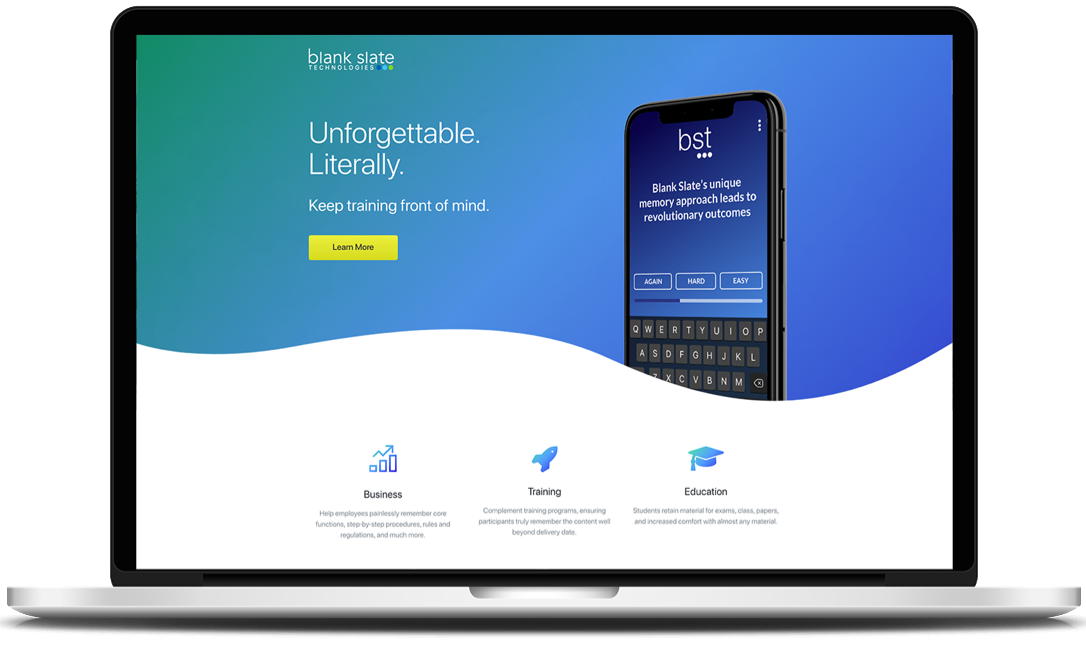 blank slate
TECHNOLOGIES
Unforgettable.
Literally.
Keep training front of mind.
Learn More
bst
Blank Slate's unique
memory approach leads to
revolutionary outcomes
AGAIN HARD EASY
Q W E R T Y U I O P
A S D F G H J K L
Z X C V B N M
Business
Help employees painlessly remember core
functions, step-by-step procedures, rules and
regulations, and much more.
Training
Complement training programs, ensuring
participants truly remember the content well
beyond delivery date.
Education
Students retain material for exams, class, papers,
and increased comfort with almost any material.